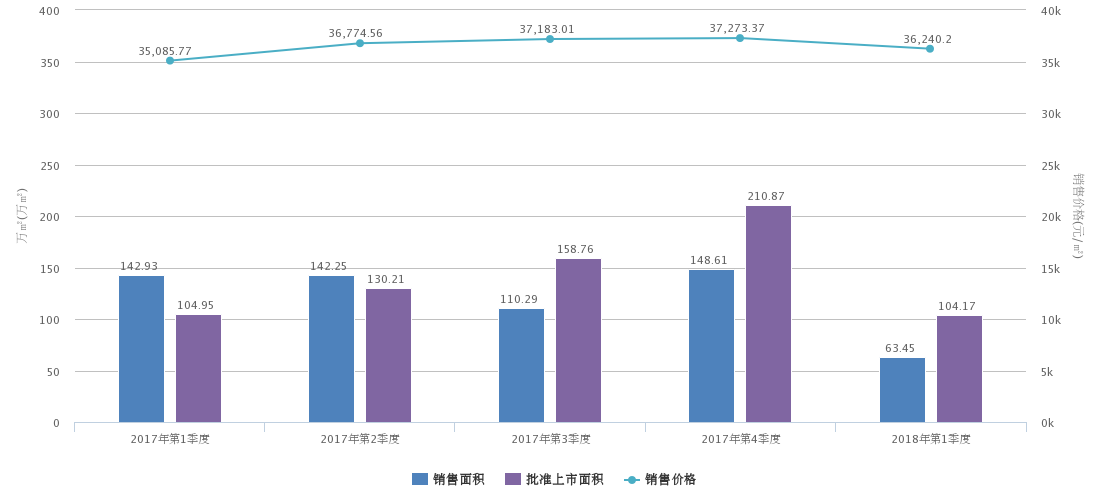 400
350
300
250
200
150
100
50
0
万㎡(万㎡)
40k
35k
30k
25k
20k
15k
10k
5k
0k
销售价格(元/㎡)
35,085.77
36,774.56
37,183.01
37,273.37
36,240.2
142.93
104.95
142.25
130.21
110.29
158.76
148.61
210.87
63.45
104.17
2017年第1季度
2017年第2季度
2017年第3季度
2017年第4季度
2018年第1季度
销售面积 批准上市面积 销售价格